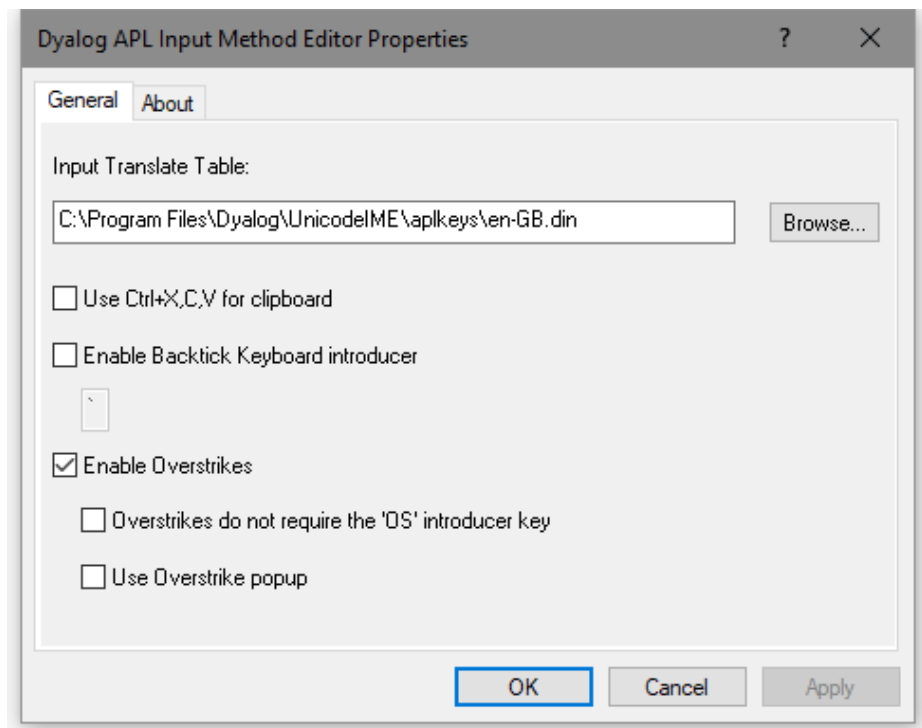 Dyalog APL Input Method Editor Properties ? X
General About
Input Translate Table:
C:\Program Files\Dyalog\UnicodeIME\aplkeys\en-GB.din Browse...
Use Ctrl+X,C,V for clipboard
Enable Backtick Keyboard introducer
`
Enable Overstrikes
Overstrikes do not require the 'OS' introducer key
Use Overstrike popup
OK Cancel Apply